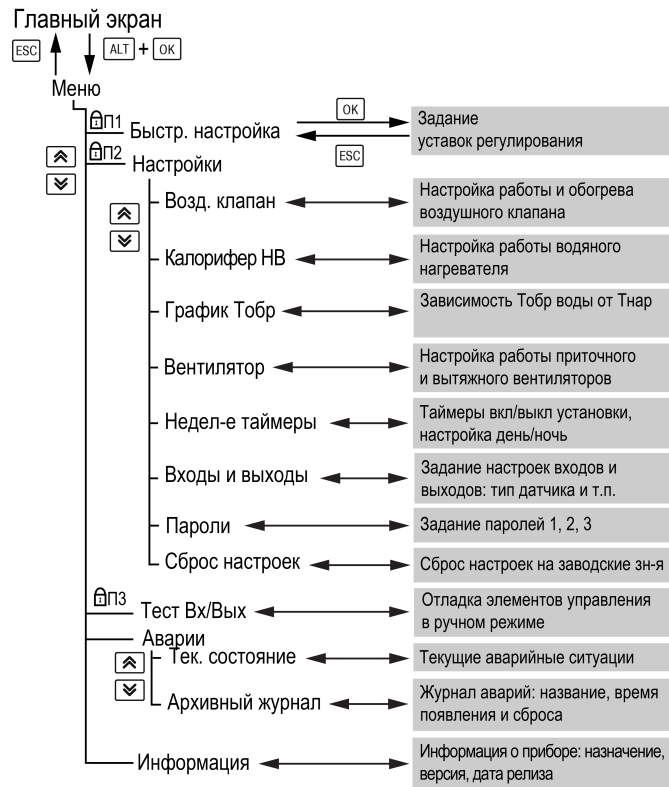 Главный экран
ESC ALT + OK
Меню
П1 Быстр. настройка OK ESC Задание
уставок регулирования
П2 Настройки
Возд. клапан Настройка работы и обогрева
воздушного клапана
Калорифер НВ Настройка работы водяного
нагревателя
График Тобр Зависимость Тобр воды от Тнар
Вентилятор Настройка работы приточного
и вытяжного вентиляторов
Недел-е таймеры Таймеры вкл/выкл установки,
настройка день/ночь
Входы и выходы Задание настроек входов и
выходов: тип датчика и т.п.
Пароли Задание паролей 1, 2, 3
Сброс настроек Сброс настроек на заводские зн-я
П3 Тест Вх/Вых Отладка элементов управления
в ручном режиме
Аварии
Тек. состояние Текущие аварийные ситуации
Архивный журнал Журнал аварий: название, время
появления и сброса
Информация Информация о приборе: назначение,
версия, дата релиза